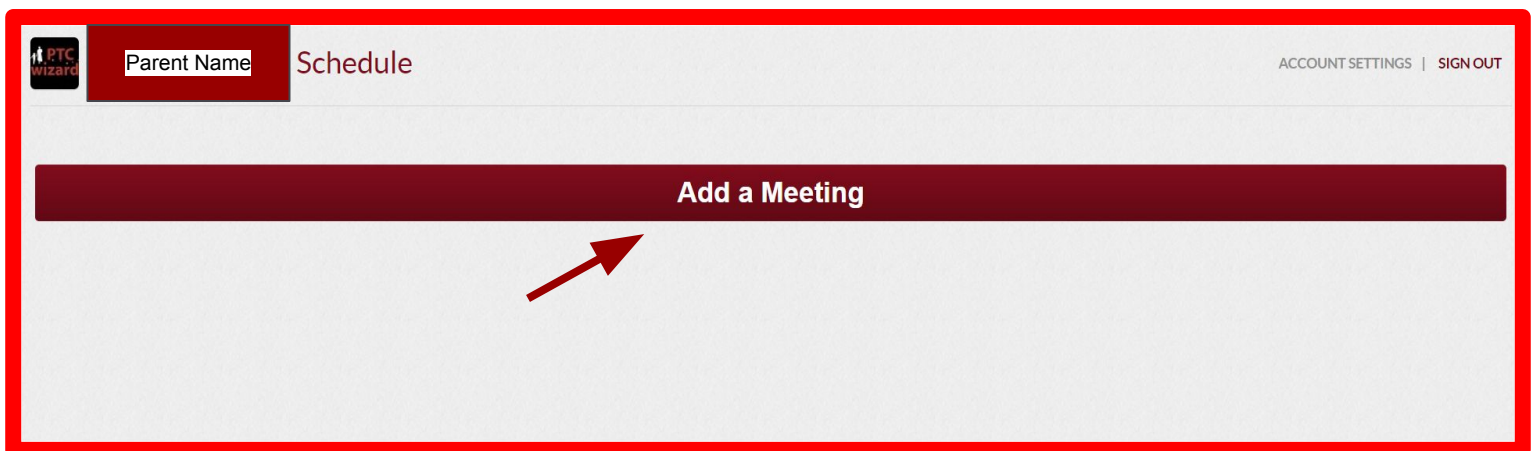 PTC
wizard
Parent Name
Schedule
ACCOUNT SETTINGS | SIGN OUT
Add a Meeting